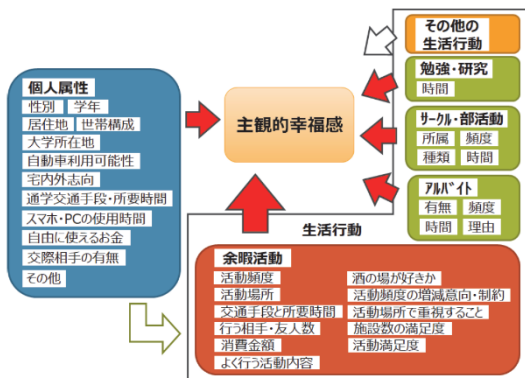 個人属性
性別 学年
居住地 世帯構成
大学所在地
自動車利用可能性
宅内外志向
通学交通手段・所要時間
スマホ・PCの使用時間
自由に使えるお金
交際相手の有無
その他
主観的幸福感
その他の
生活行動
勉強・研究
時間
サークル・部活動
所属 頻度
種類 時間
アルバイト
有無 頻度
時間 理由
生活行動
余暇活動
活動頻度
活動場所
交通手段と所要時間
行う相手・友人数
消費金額
よく行う活動内容
酒の場が好きか
活動頻度の増減意向・制約
活動場所で重視すること
施設数の満足度
活動満足度